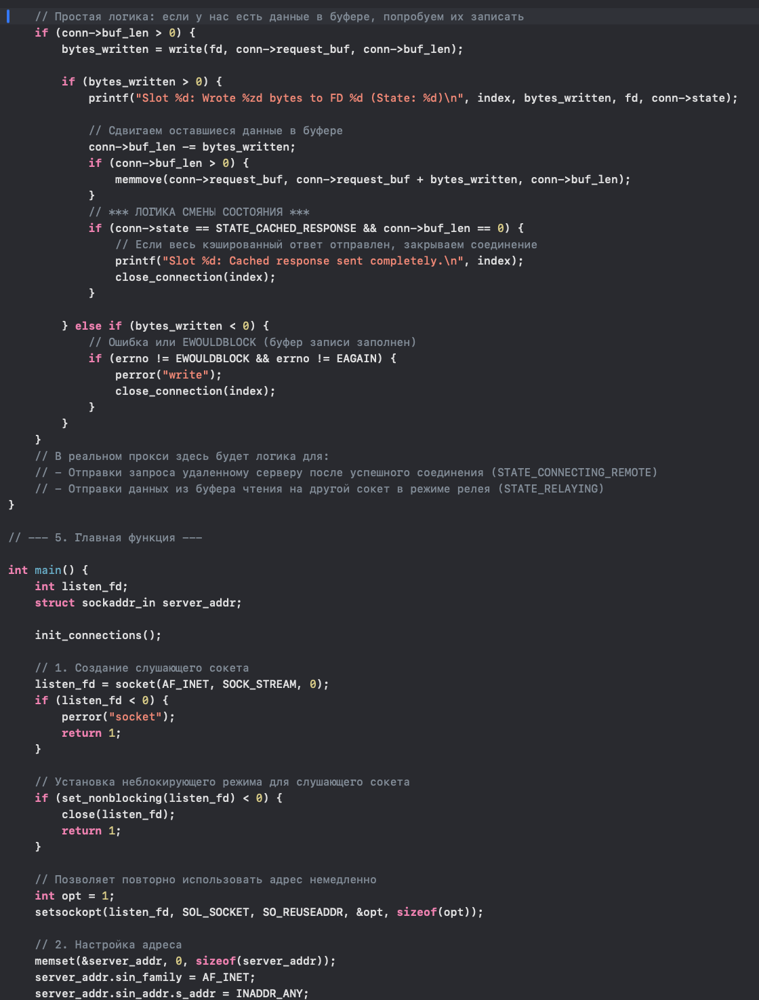 // Простая логика: если у нас есть данные в буфере, попробуем их записать
if (conn->buf_len > 0) {
bytes_written = write(fd, conn->request_buf, conn->buf_len);
if (bytes_written > 0) {
printf("Slot %d: Wrote %zd bytes to FD %d (State: %d)\n", index, bytes_written, fd, conn->state);
// Сдвигаем оставшиеся данные в буфере
conn->buf_len -= bytes_written;
if (conn->buf_len > 0) {
memmove(conn->request_buf, conn->request_buf + bytes_written, conn->buf_len);
}
// *** ЛОГИКА СМЕНЫ СОСТОЯНИЯ ***
if (conn->state == STATE_CACHED_RESPONSE && conn->buf_len == 0) {
// Если весь кэшированный ответ отправлен, закрываем соединение
printf("Slot %d: Cached response sent completely.\n", index);
close_connection(index);
}
} else if (bytes_written < 0) {
// Ошибка или EWOULDBLOCK (буфер записи заполнен)
if (errno != EWOULDBLOCK && errno != EAGAIN) {
perror("write");
close_connection(index);
}
}
}
// В реальном прокси здесь будет логика для:
// – Отправки запроса удаленному серверу после успешного соединения (STATE_CONNECTING_REMOTE)
// – Отправки данных из буфера чтения на другой сокет в режиме релея (STATE_RELAYING)
}
// --- 5. Главная функция ---
int main() {
int listen_fd;
struct sockaddr_in server_addr;
init_connections();
// 1. Создание слушающего сокета
listen_fd = socket(AF_INET, SOCK_STREAM, 0);
if (listen_fd < 0) {
perror("socket");
return 1;
}
// Установка неблокирующего режима для слушающего сокета
if (set_nonblocking(listen_fd) < 0) {
close(listen_fd);
return 1;
}
// Позволяет повторно использовать адрес немедленно
int opt = 1;
setsockopt(listen_fd, SOL_SOCKET, SO_REUSEADDR, &opt, sizeof(opt));
// 2. Настройка адреса
memset(&server_addr, 0, sizeof(server_addr));
server_addr.sin_family = AF_INET;
server_addr.sin_addr.s_addr = INADDR_ANY;